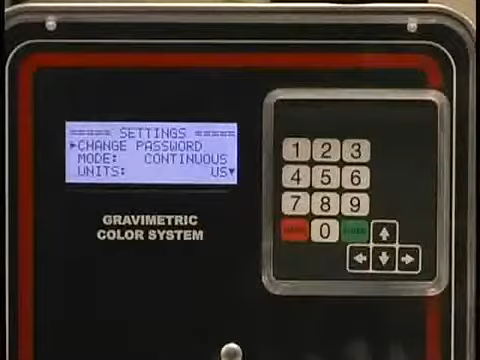 ===== SETTINGS =====
▶CHANGE PASSWORD
MODE: CONTINUOUS
UNITS: US▼
GRAVIMETRIC
COLOR SYSTEM
1 2 3
4 5 6
7 8 9
0